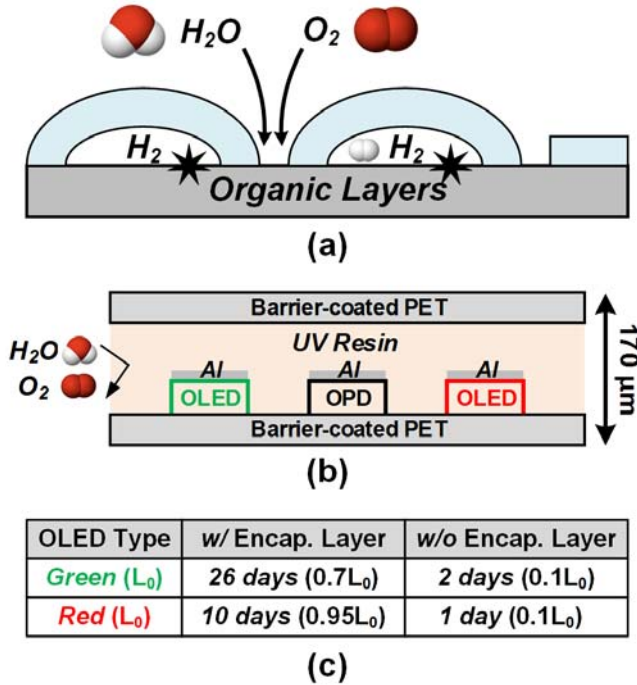 H₂O O₂
H₂ H₂
Organic Layers
(a)
Barrier-coated PET
UV Resin
H₂O
O₂
Al Al Al
OLED OPD OLED
Barrier-coated PET
170 µm
(b)
OLED Type w/ Encap. Layer w/o Encap. Layer
Green (L₀) 26 days (0.7L₀) 2 days (0.1L₀)
Red (L₀) 10 days (0.95L₀) 1 day (0.1L₀)
(c)